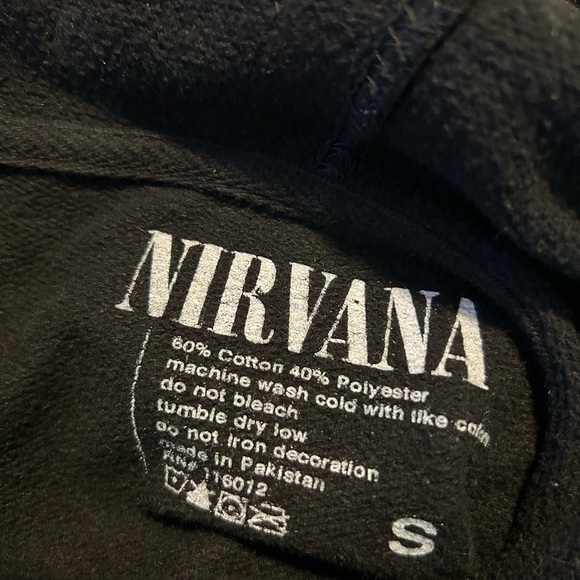 NIRVANA
60% Cotton 40% Polyester
machine wash cold with like colors
do not bleach
tumble dry low
do not iron decoration
made in Pakistan
RN# 116012
S